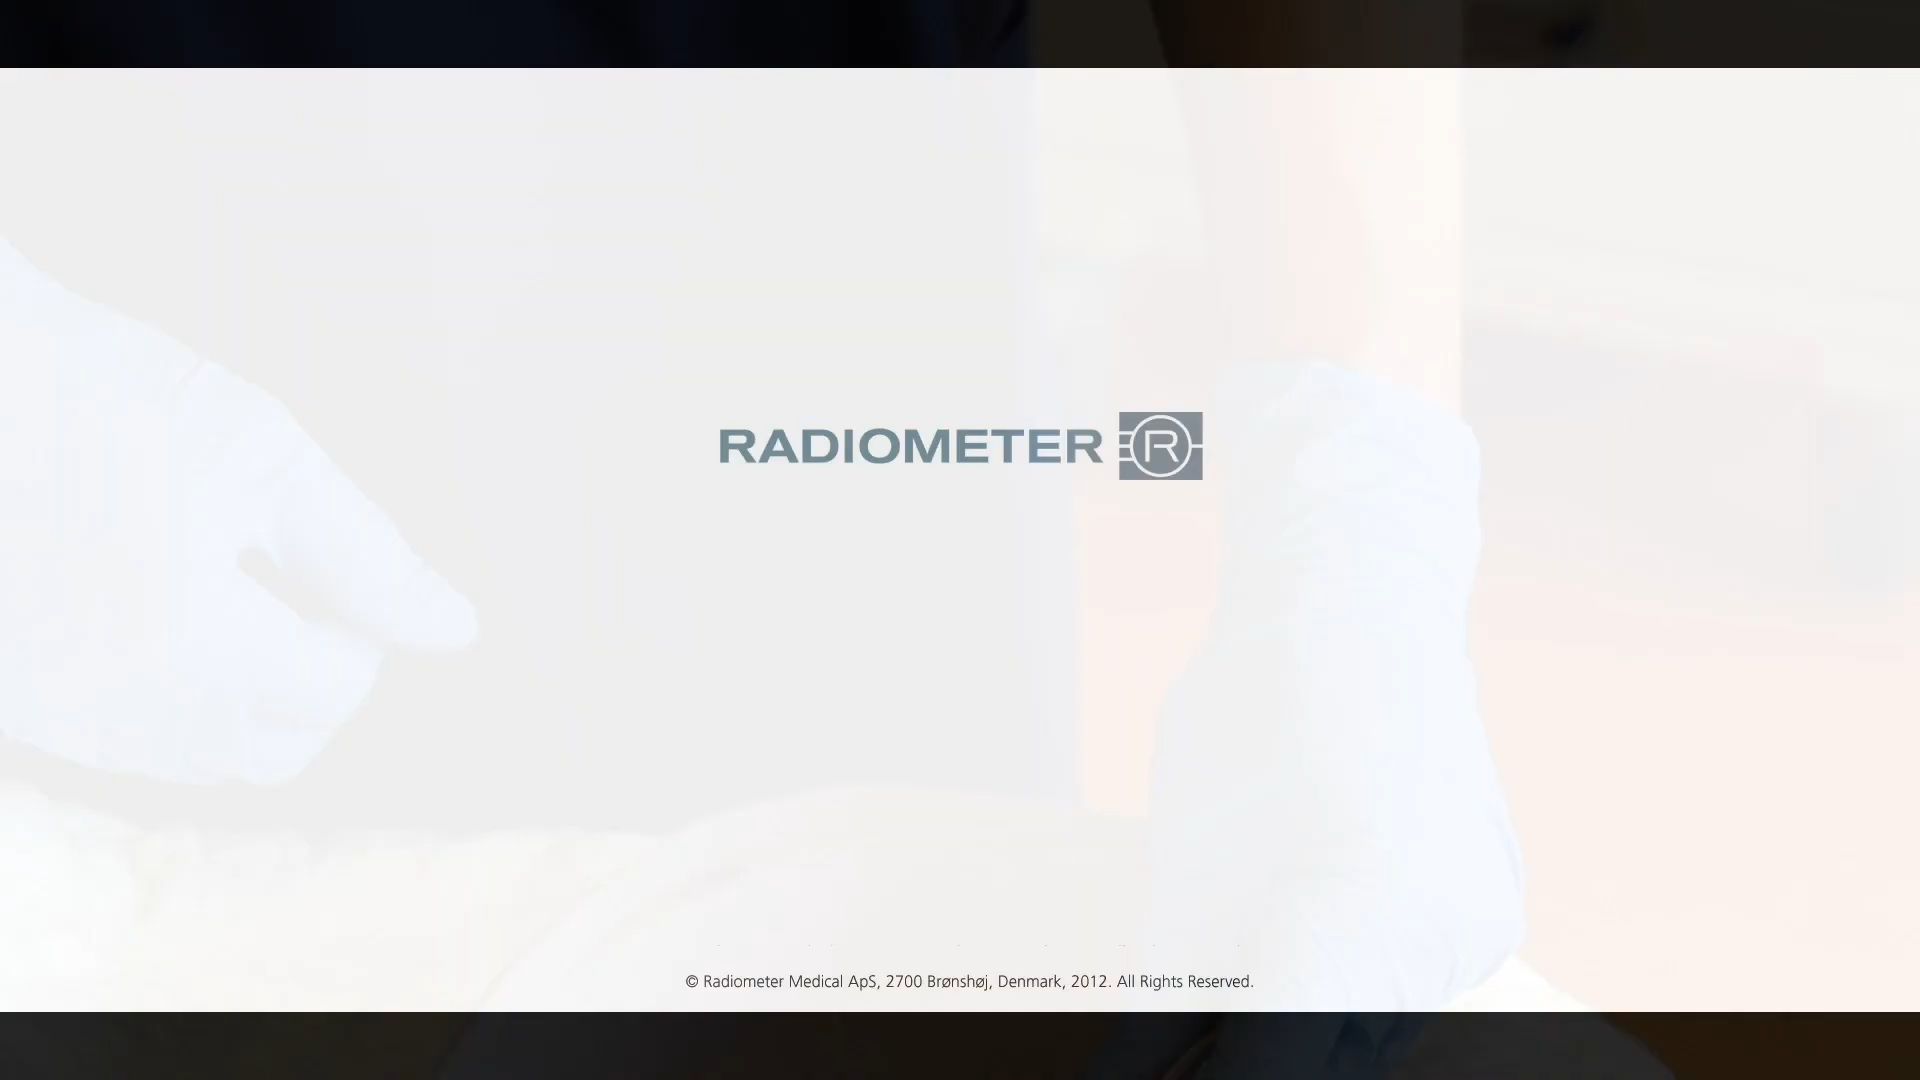 RADIOMETER R
© Radiometer Medical ApS, 2700 Brønshøj, Denmark, 2012. All Rights Reserved.